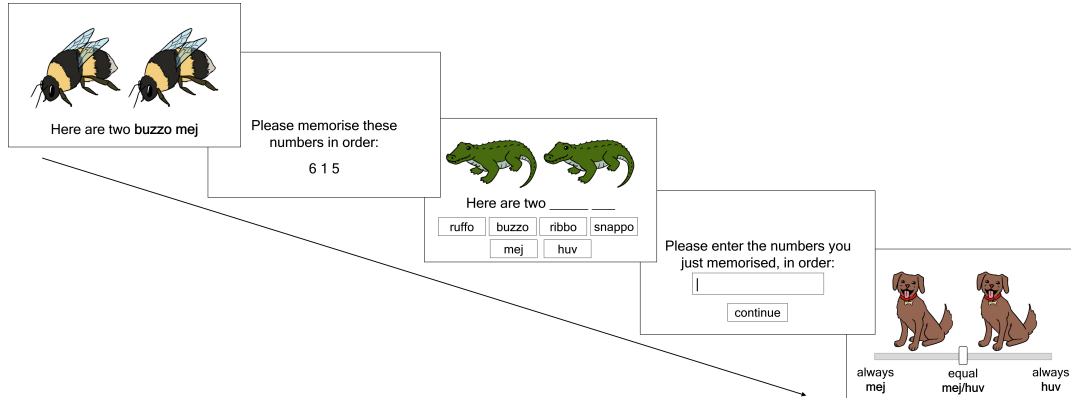 Here are two buzzo mej
Please memorise these
numbers in order:
6 1 5
Here are two _____ ___
ruffo buzzo ribbo snappo
mej huv
Please enter the numbers you
just memorised, in order:
continue
always equal always
mej mej/huv huv